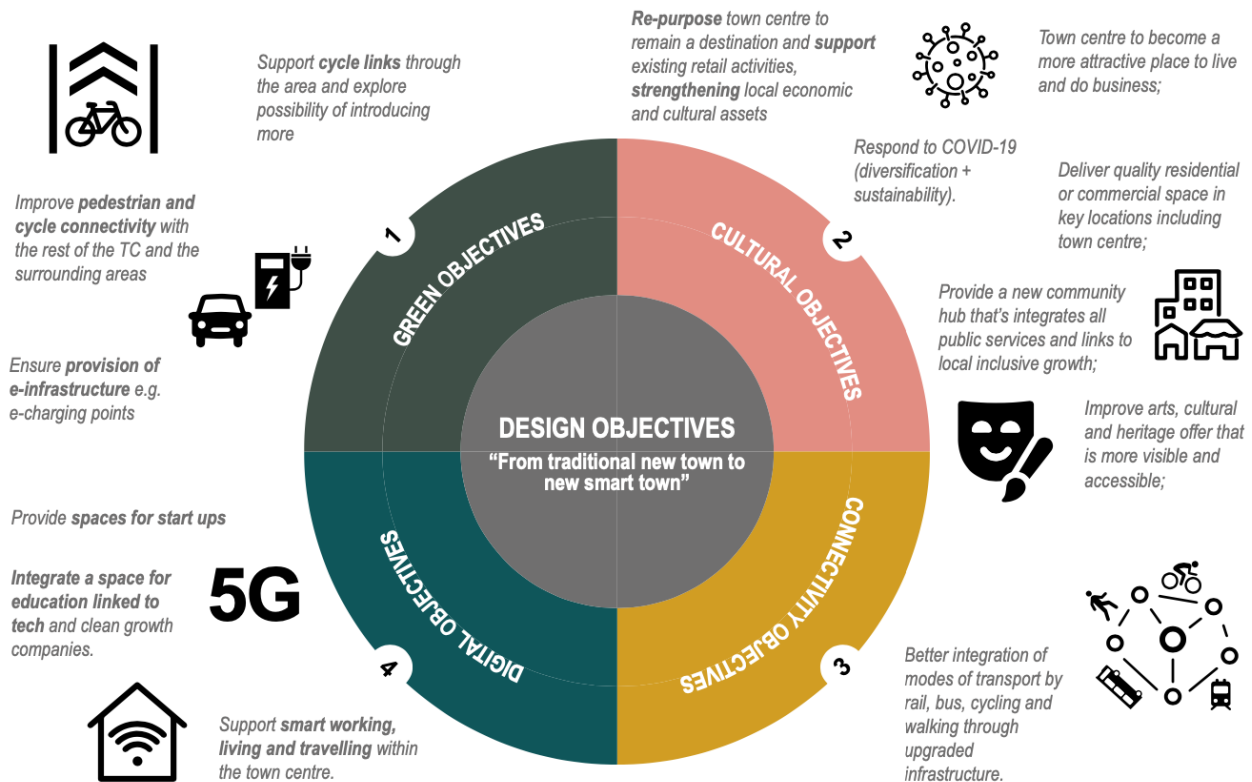 Support cycle links through
the area and explore
possibility of introducing
more
Improve pedestrian and
cycle connectivity with
the rest of the TC and the
surrounding areas
Ensure provision of
e-infrastructure e.g.
e-charging points
1
GREEN OBJECTIVES
Re-purpose town centre to
remain a destination and support
existing retail activities,
strengthening local economic
and cultural assets
Town centre to become a
more attractive place to live
and do business;
Respond to COVID-19
(diversification +
sustainability).
Deliver quality residential
or commercial space in
key locations including
town centre;
Provide a new community
hub that's integrates all
public services and links to
local inclusive growth;
Improve arts, cultural
and heritage offer that
is more visible and
accessible;
2
CULTURAL OBJECTIVES
DESIGN OBJECTIVES
“From traditional new town to
new smart town”
3
CONNECTIVITY OBJECTIVES
Better integration of
modes of transport by
rail, bus, cycling and
walking through
upgraded
infrastructure.
4
DIGITAL OBJECTIVES
Provide spaces for start ups
Integrate a space for
education linked to
tech and clean growth
companies.
5G
Support smart working,
living and travelling within
the town centre.